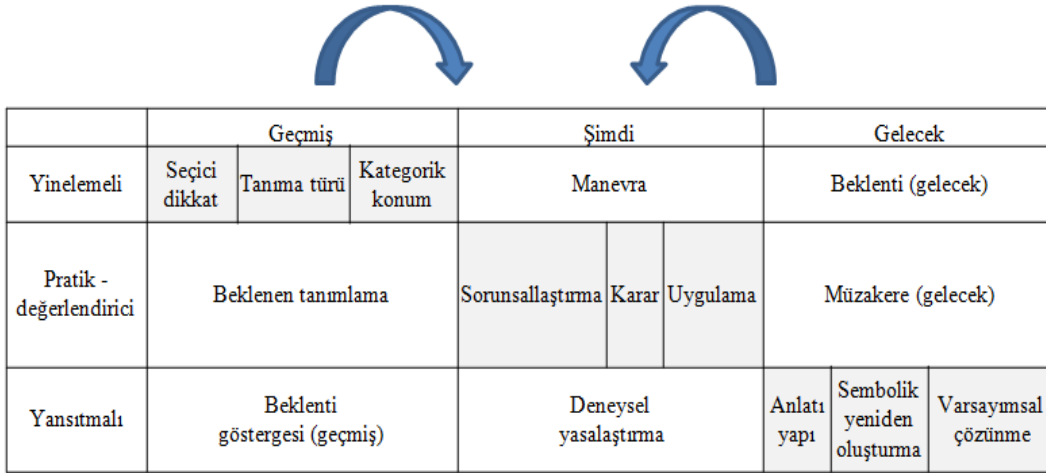 Geçmiş
Şimdi
Gelecek
Yinelemeli
Seçici
dikkat
Tanıma türü
Kategorik
konum
Manevra
Beklenti (gelecek)
Pratik -
değerlendirici
Beklenen tanımlama
Sorunsallaştırma
Karar
Uygulama
Müzakere (gelecek)
Yansıtmalı
Beklenti
göstergesi (geçmiş)
Deneysel
yasalaştırma
Anlatı
yapı
Sembolik
yeniden
oluşturma
Varsayımsal
çözünme